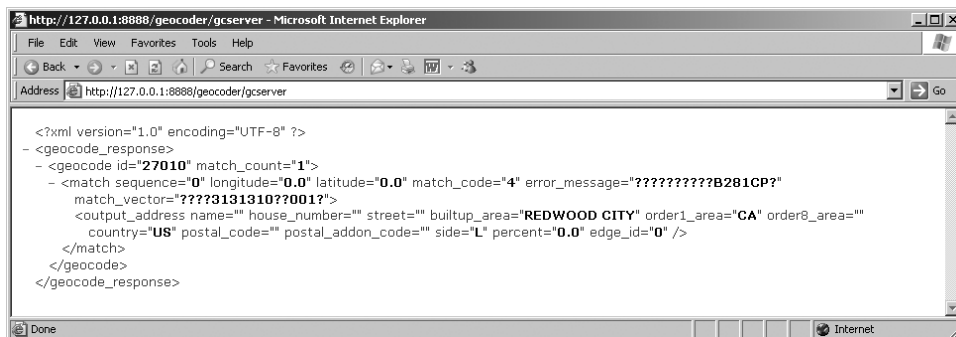 http://127.0.0.1:8888/geocoder/gcserver - Microsoft Internet Explorer
File Edit View Favorites Tools Help
Back Search Favorites
Address http://127.0.0.1:8888/geocoder/gcserver Go
<?xml version="1.0" encoding="UTF-8" ?>
- <geocode_response>
- <geocode id="27010" match_count="1">
- <match sequence="0" longitude="0.0" latitude="0.0" match_code="4" error_message="??????????B281CP?"
match_vector="????3131310??001?">
<output_address name="" house_number="" street="" builtup_area="REDWOOD CITY" order1_area="CA" order8_area=""
country="US" postal_code="" postal_addon_code="" side="L" percent="0.0" edge_id="0" />
</match>
</geocode>
</geocode_response>
Done Internet